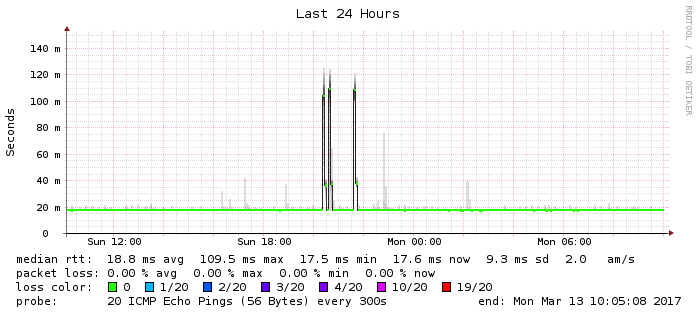 Last 24 Hours
RRDTOOL / TOBI OETIKER
Seconds
140 m
120 m
100 m
80 m
60 m
40 m
20 m
0
Sun 12:00 Sun 18:00 Mon 00:00 Mon 06:00
median rtt: 18.8 ms avg 109.5 ms max 17.5 ms min 17.6 ms now 9.3 ms sd 2.0 am/s
packet loss: 0.00 % avg 0.00 % max 0.00 % min 0.00 % now
loss color: 0 1/20 2/20 3/20 4/20 10/20 19/20
probe: 20 ICMP Echo Pings (56 Bytes) every 300s end: Mon Mar 13 10:05:08 2017